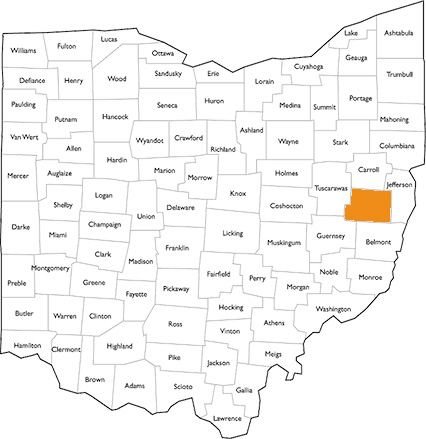 Lake
Ashtabula
Lucas
Williams
Fulton
Ottawa
Geauga
Cuyahoga
Trumbull
Defiance
Henry
Wood
Sandusky
Erie
Lorain
Portage
Paulding
Seneca
Huron
Medina
Summit
Mahoning
Putnam
Hancock
Van Wert
Wyandot
Crawford
Ashland
Wayne
Stark
Columbiana
Allen
Richland
Hardin
Marion
Morrow
Holmes
Carroll
Mercer
Auglaize
Tuscarawas
Jefferson
Logan
Knox
Shelby
Union
Delaware
Coshocton
Darke
Champaign
Licking
Guernsey
Miami
Franklin
Muskingum
Belmont
Clark
Madison
Montgomery
Fairfield
Perry
Noble
Monroe
Preble
Greene
Fayette
Pickaway
Morgan
Hocking
Washington
Butler
Warren
Clinton
Ross
Vinton
Athens
Hamilton
Clermont
Highland
Pike
Jackson
Meigs
Brown
Adams
Scioto
Gallia
Lawrence